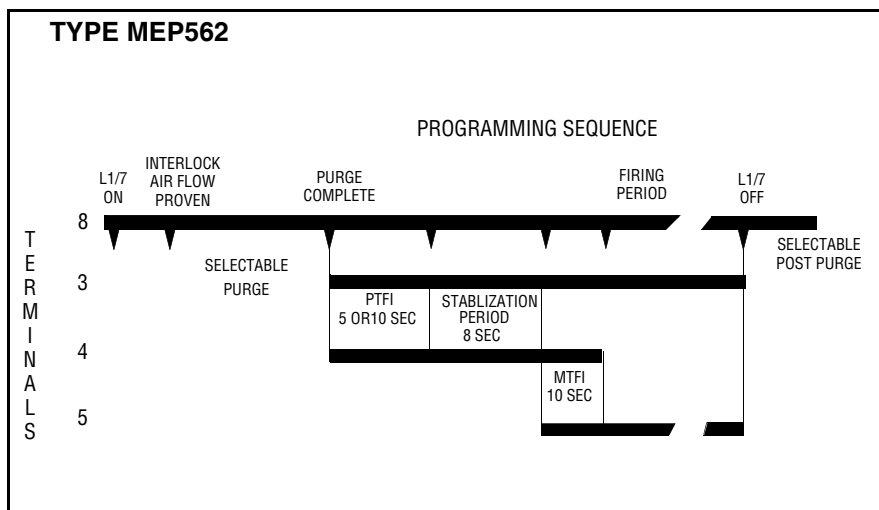 TYPE MEP562
PROGRAMMING SEQUENCE
L1/7
ON
INTERLOCK
AIR FLOW
PROVEN
PURGE
COMPLETE
FIRING
PERIOD
L1/7
OFF
TERMINALS
8
SELECTABLE
POST PURGE
SELECTABLE
PURGE
3
PTFI
5 OR10 SEC
STABLIZATION
PERIOD
8 SEC
4
MTFI
10 SEC
5